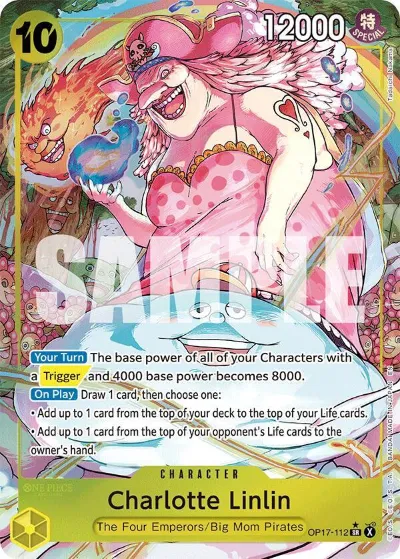 10
12000
特
SPECIAL
SAMPLE
Your Turn The base power of all of your Characters with
a Trigger and 4000 base power becomes 8000.
On Play Draw 1 card, then choose one:
• Add up to 1 card from the top of your deck to the top of your Life cards.
• Add up to 1 card from the top of your opponent's Life cards to the
owner's hand.
CHARACTER
ONE PIECE
Charlotte Linlin
The Four Emperors/Big Mom Pirates
OP17-112
SR
X